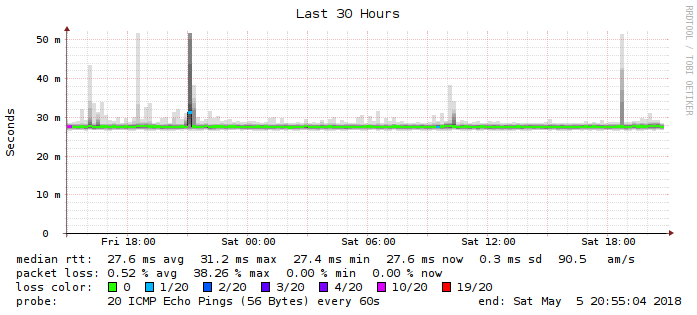 Last 30 Hours
RRDTOOL / TOBI OETIKER
Seconds
50 m
40 m
30 m
20 m
10 m
0
Fri 18:00 Sat 00:00 Sat 06:00 Sat 12:00 Sat 18:00
median rtt: 27.6 ms avg 31.2 ms max 27.4 ms min 27.6 ms now 0.3 ms sd 90.5 am/s
packet loss: 0.52 % avg 38.26 % max 0.00 % min 0.00 % now
loss color: 0 1/20 2/20 3/20 4/20 10/20 19/20
probe: 20 ICMP Echo Pings (56 Bytes) every 60s end: Sat May 5 20:55:04 2018